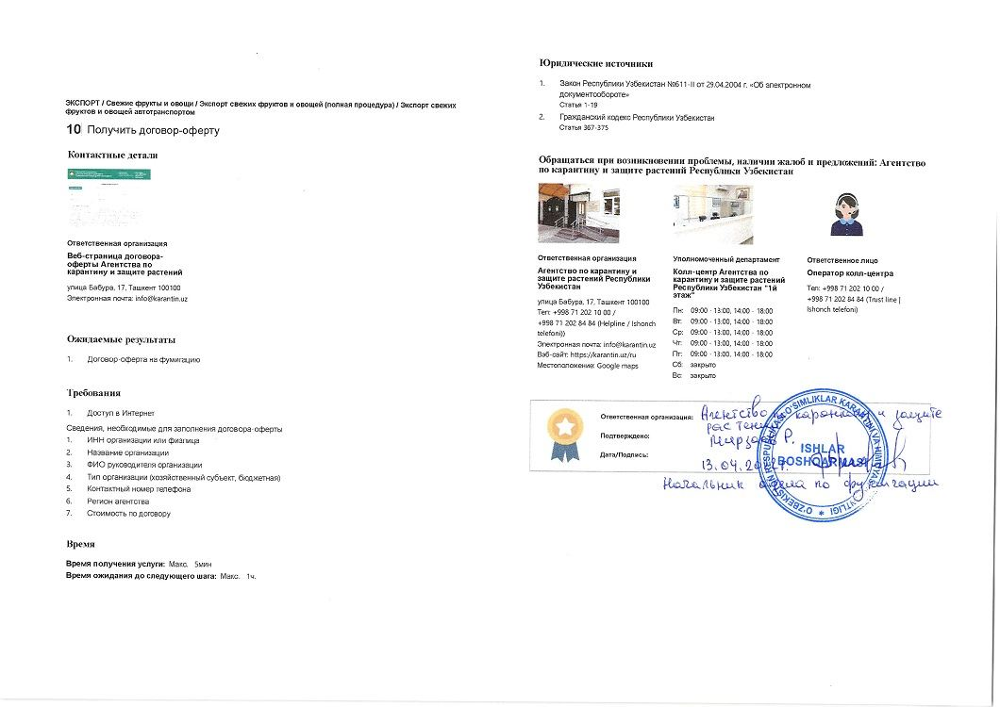 ЭКСПОРТ / Свежие фрукты и овощи / Экспорт свежих фруктов и овощей (полная процедура) / Экспорт свежих
фруктов и овощей автотранспортом
10 Получить договор-оферту
Контактные детали
Ответственная организация
Веб-страница договора-
оферты Агентства по
карантину и защите растений
улица Бабура, 17, Ташкент 100100
Электронная почта: info@karantin.uz
Ожидаемые результаты
1. Договор-оферта на фумигацию
Требования
1. Доступ в Интернет
Сведения, необходимые для заполнения договора-оферты
1. ИНН организации или физлица
2. Название организации
3. ФИО руководителя организации
4. Тип организации (хозяйственный субъект, бюджетная)
5. Контактный номер телефона
6. Регион агентства
7. Стоимость по договору
Время
Время получения услуги: Макс. 5мин
Время ожидания до следующего шага: Макс. 1ч.
Юридические источники
1. Закон Республики Узбекистан №611-II от 29.04.2004 г. «Об электронном
документообороте»
Статья 1-19
2. Гражданский кодекс Республики Узбекистан
Статья 367-375
Обращаться при возникновении проблемы, наличии жалоб и предложений: Агентство
по карантину и защите растений Республики Узбекистан
Ответственная организация
Агентство по карантину и
защите растений Республики
Узбекистан
улица Бабура, 17, Ташкент 100100
Тел: +998 71 202 10 00 /
+998 71 202 84 84 (Helpline / Ishonch
telefoni))
Электронная почта: info@karantin.uz
Вэб-сайт: https://karantin.uz/ru
Местоположение: Google maps
Уполномоченный департамент
Колл-центр Агентства по
карантину и защите растений
Республики Узбекистан "1й
этаж"
Пн: 09:00 - 13:00, 14:00 - 18:00
Вт: 09:00 - 13:00, 14:00 - 18:00
Ср: 09:00 - 13:00, 14:00 - 18:00
Чт: 09:00 - 13:00, 14:00 - 18:00
Пт: 09:00 - 13:00, 14:00 - 18:00
Сб: закрыто
Вс: закрыто
Ответственное лицо
Оператор колл-центра
Тел: +998 71 202 10 00 /
+998 71 202 84 84 (Trust line |
Ishonch telefoni)
Ответственная организация: Агентство карантин и защите
растений
Подтверждено: Р.
Дата/Подпись: 13.04.
Начальник отдела по фумигации
ISHLAR
BOSHQARMASI